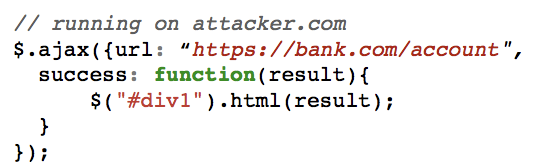 // running on attacker.com
$.ajax({url: “https://bank.com/account",
  success: function(result){
      $("#div1").html(result);
  }
});